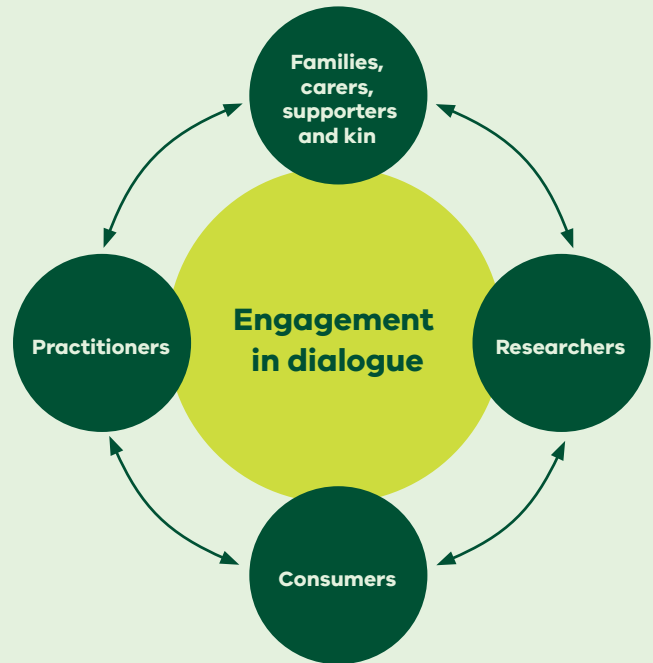 Families,
carers,
supporters
and kin
Practitioners
Engagement
in dialogue
Researchers
Consumers